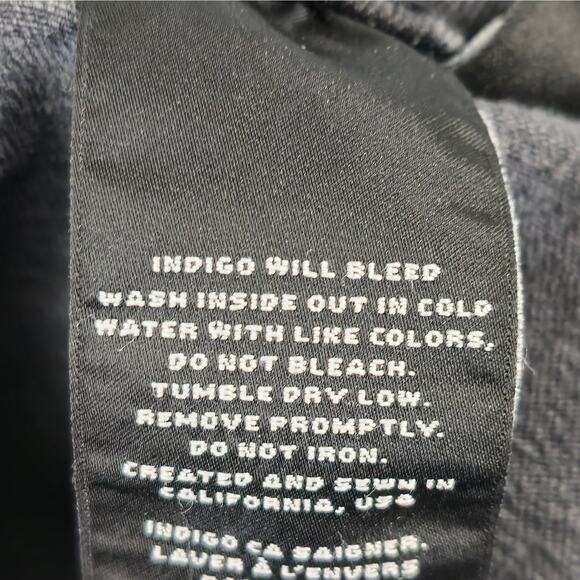 INDIGO WILL BLEED
WASH INSIDE OUT IN COLD
WATER WITH LIKE COLORS,
DO NOT BLEACH.
TUMBLE DRY LOW.
REMOVE PROMPTLY.
DO NOT IRON.
CREATED AND SEWN IN
CALIFORNIA, USA
INDIGO CA SAIGNER.
LAVER À L'ENVERS